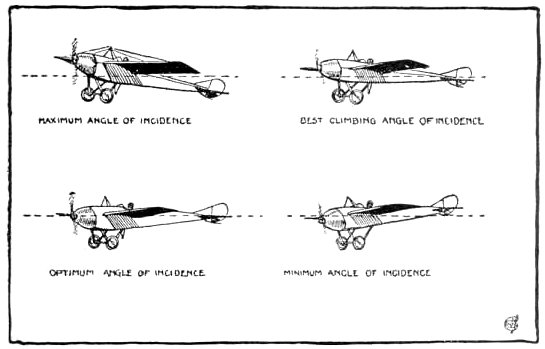 MAXIMUM ANGLE OF INCIDENCE
BEST CLIMBING ANGLE OF INCIDENCE
OPTIMUM ANGLE OF INCIDENCE
MINIMUM ANGLE OF INCIDENCE